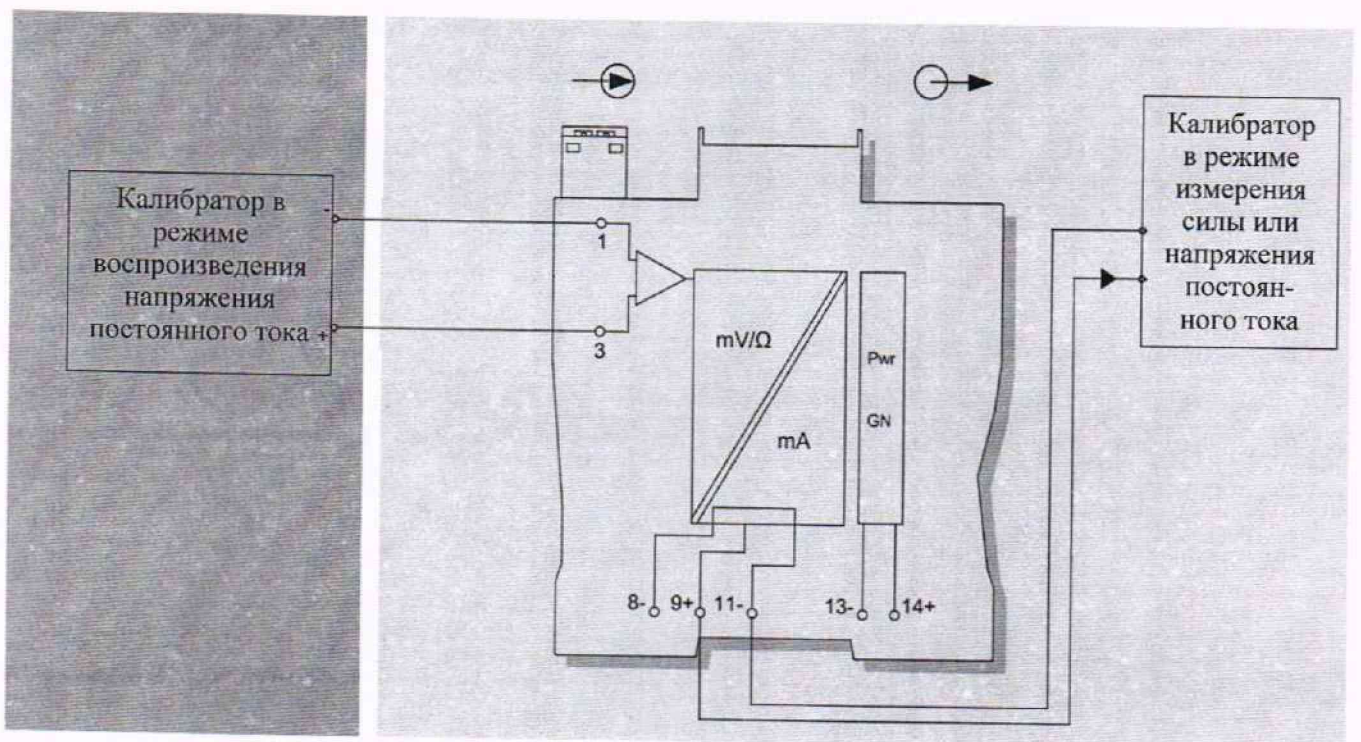 Калибратор в
режиме
воспроизведения
напряжения
постоянного тока
-
+
1
3
mV/Ω
mA
Pwr
GN
8-
9+
11-
13-
14+
Калибратор
в режиме
измерения
силы или
напряжения
постоян-
ного тока